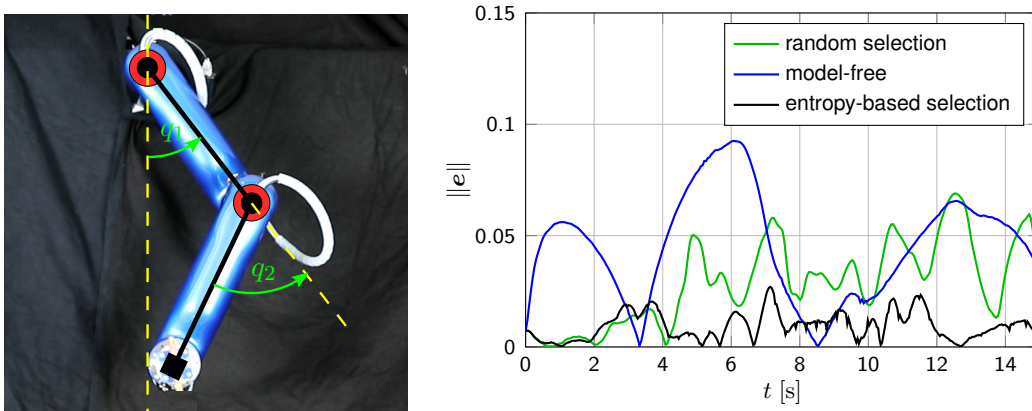 q₁
q₂
0.15
0.1
0.05
0
‖e‖
random selection
model-free
entropy-based selection
0 2 4 6 8 10 12 14
t [s]